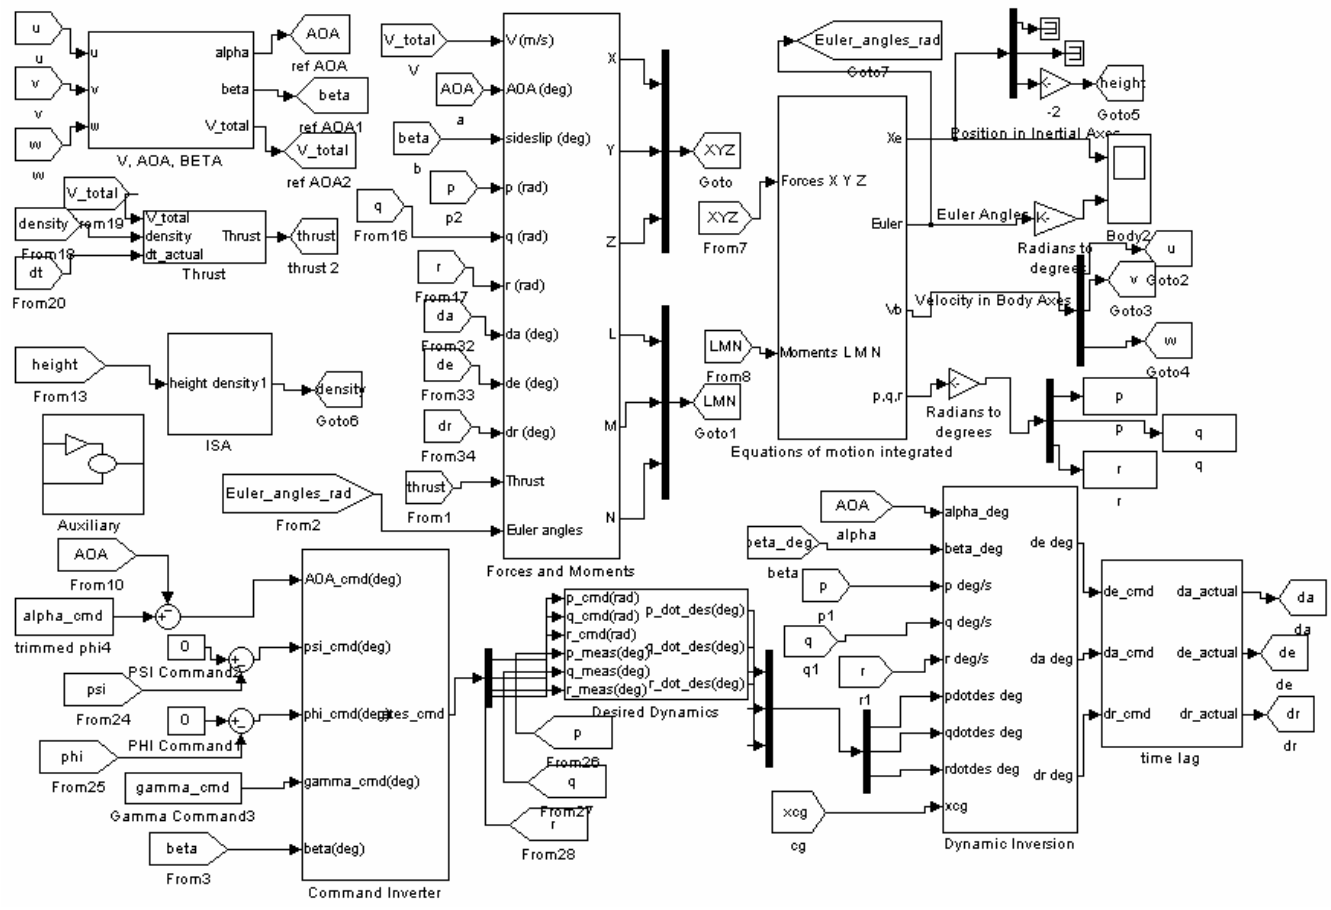 u
u
v
v
w
w
u
v
w
alpha
beta
V_total
V, AOA, BETA
AOA
ref AOA
beta
ref AOA1
V_total
ref AOA2
V_total
From19
density
From18
dt
From20
V_total
density
dt_actual
Thrust
Thrust
thrust
thrust 2
height
From13
height density1
ISA
density
Goto6
Auxiliary
V_total
V
AOA
a
beta
b
p
p2
q
From16
r
From17
da
From32
de
From33
dr
From34
thrust
From1
Euler_angles_rad
From2
V(m/s)
AOA (deg)
sideslip (deg)
p (rad)
q (rad)
r (rad)
da (deg)
de (deg)
dr (deg)
Thrust
Euler angles
X
Y
Z
L
M
N
Forces and Moments
XYZ
Goto
LMN
Goto1
XYZ
From7
LMN
From8
Euler_angles_rad
Goto7
Forces X Y Z
Moments L M N
Xe
Euler
Vb
p,q,r
Equations of motion integrated
K-
-2
height
Goto5
Position in Inertial Axes
Euler Angles
K-
Radians to
degrees
Body2
Velocity in Body Axes
u
Goto2
v
Goto3
w
Goto4
K-
Radians to
degrees
p
p
q
q
r
r
AOA
From10
alpha_cmd
trimmed phi4
0
PSI Command2
psi
From24
0
PHI Command1
phi
From25
gamma_cmd
Gamma Command3
beta
From3
AOA_cmd(deg)
psi_cmd(deg)
phi_cmd(deg)
gamma_cmd(deg)
beta(deg)
rates_cmd
Command Inverter
p_cmd(rad)
q_cmd(rad)
r_cmd(rad)
p_meas(deg)
q_meas(deg)
r_meas(deg)
p_dot_des(deg)
q_dot_des(deg)
r_dot_des(deg)
Desired Dynamics
p
From26
q
From27
r
From28
AOA
alpha
beta_deg
beta
p
p1
q
q1
r
r1
xcg
cg
alpha_deg
beta_deg
p deg/s
q deg/s
r deg/s
pdotdes deg
qdotdes deg
rdotdes deg
xcg
de deg
da deg
dr deg
Dynamic Inversion
de_cmd
da_cmd
dr_cmd
da_actual
de_actual
dr_actual
time lag
da
da
de
de
dr
dr